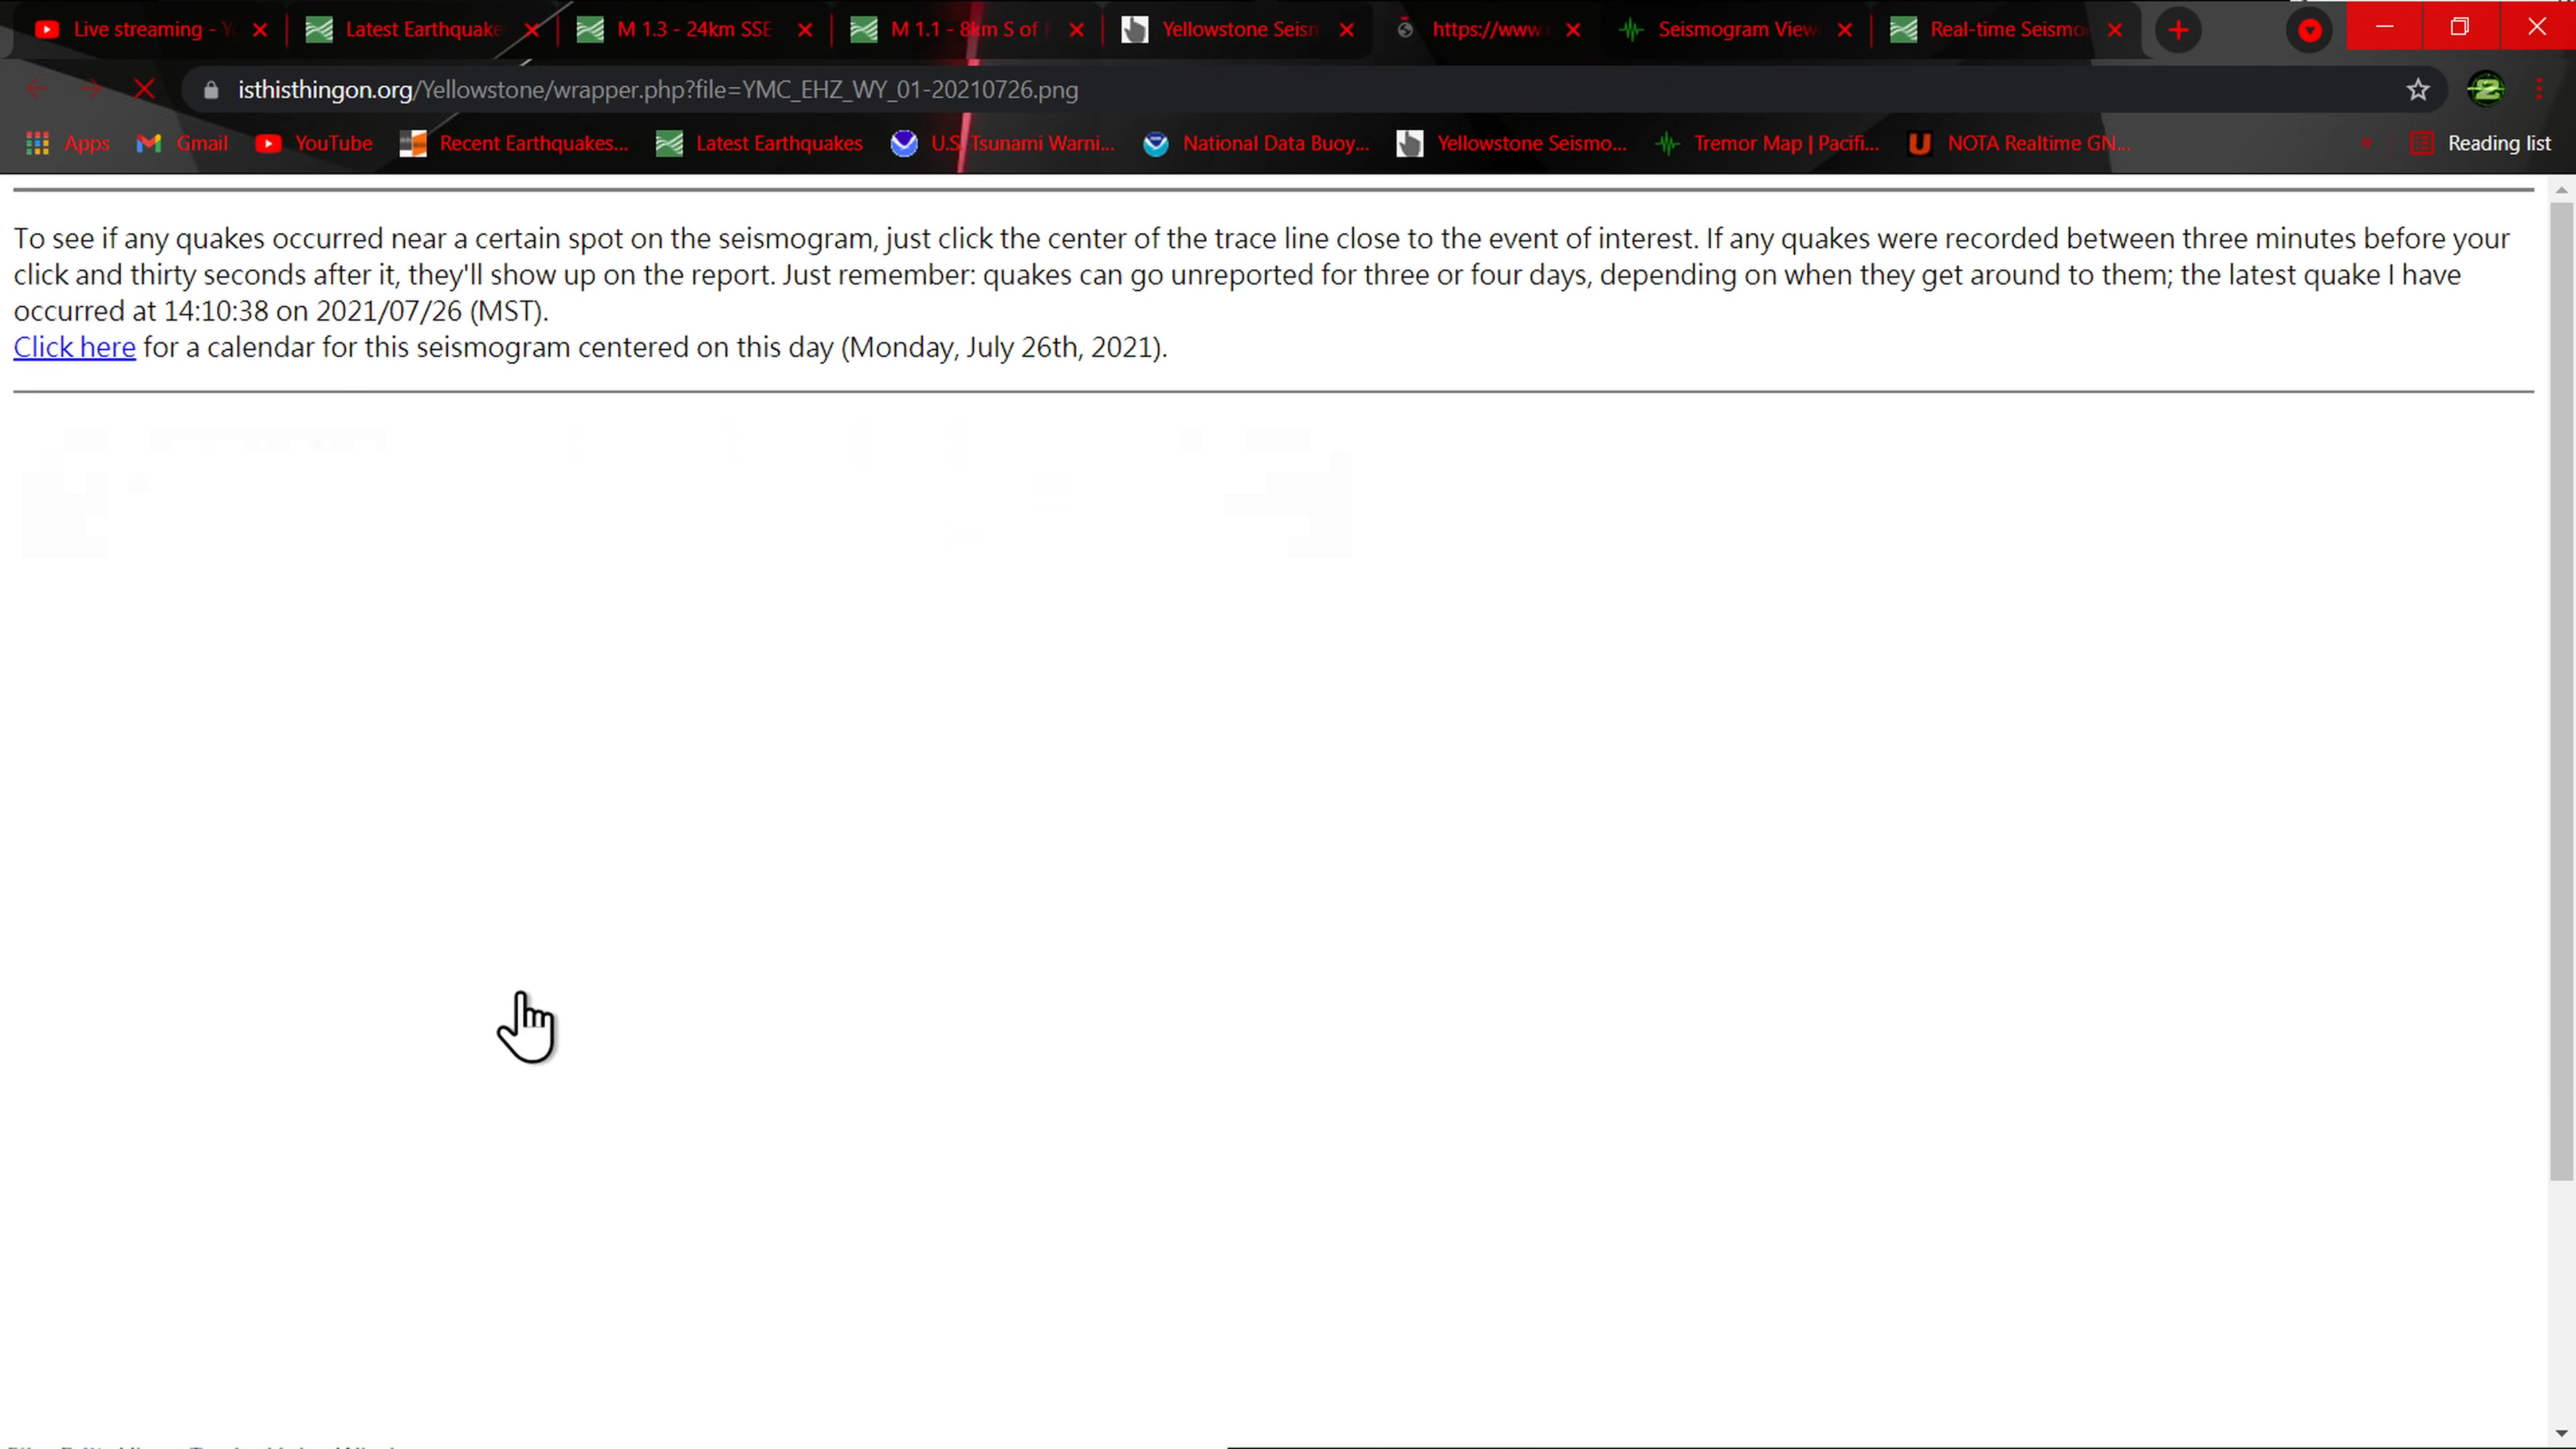 Live streaming - Y
Latest Earthquake
M 1.3 - 24km SSE
M 1.1 - 8km S of
Yellowstone Seism
https://www.
Seismogram View
Real-time Seismo
isthisthingon.org/Yellowstone/wrapper.php?file=YMC_EHZ_WY_01-20210726.png
Apps
Gmail
YouTube
Recent Earthquakes...
Latest Earthquakes
U.S. Tsunami Warni...
National Data Buoy...
Yellowstone Seismo...
Tremor Map | Pacifi...
NOTA Realtime GN...
»
Reading list
To see if any quakes occurred near a certain spot on the seismogram, just click the center of the trace line close to the event of interest. If any quakes were recorded between three minutes before your
click and thirty seconds after it, they'll show up on the report. Just remember: quakes can go unreported for three or four days, depending on when they get around to them; the latest quake I have
occurred at 14:10:38 on 2021/07/26 (MST).
Click here for a calendar for this seismogram centered on this day (Monday, July 26th, 2021).